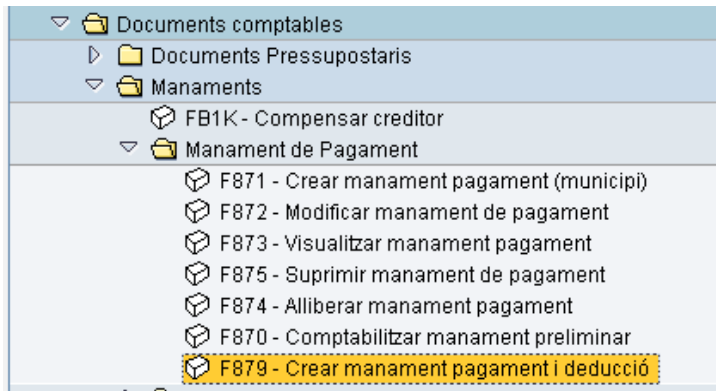 Documents comptables
Documents Pressupostaris
Manaments
FB1K - Compensar creditor
Manament de Pagament
F871 - Crear manament pagament (municipi)
F872 - Modificar manament de pagament
F873 - Visualitzar manament pagament
F875 - Suprimir manament de pagament
F874 - Alliberar manament pagament
F870 - Comptabilitzar manament preliminar
F879 - Crear manament pagament i deducció